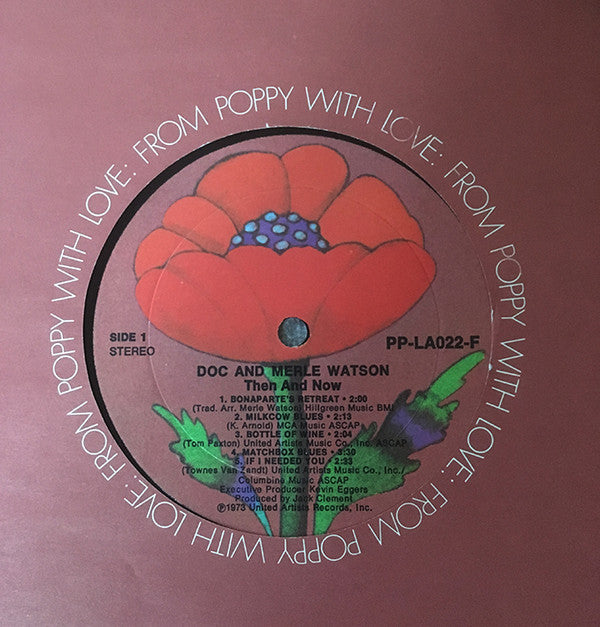 FROM POPPY WITH LOVE: FROM POPPY WITH LOVE: FROM POPPY WITH LOVE: FROM POPPY WITH LOVE:
SIDE 1
STEREO
PP-LA022-F
DOC AND MERLE WATSON
Then And Now
1. BONAPARTE'S RETREAT • 2:00
(Trad. Arr. Merle Watson) Hillgreen Music BMI
2. MILKCOW BLUES • 2:13
(K. Arnold) MCA Music ASCAP
3. BOTTLE OF WINE • 2:04
(Tom Paxton) United Artists Music Co., Inc. ASCAP
4. MATCHBOX BLUES • 3:30
5. IF I NEEDED YOU • 2:33
(Townes Van Zandt) United Artists Music Co., Inc./
Columbine Music ASCAP
Executive Producer Kevin Eggers
Produced by Jack Clement
℗1973 United Artists Records, Inc.